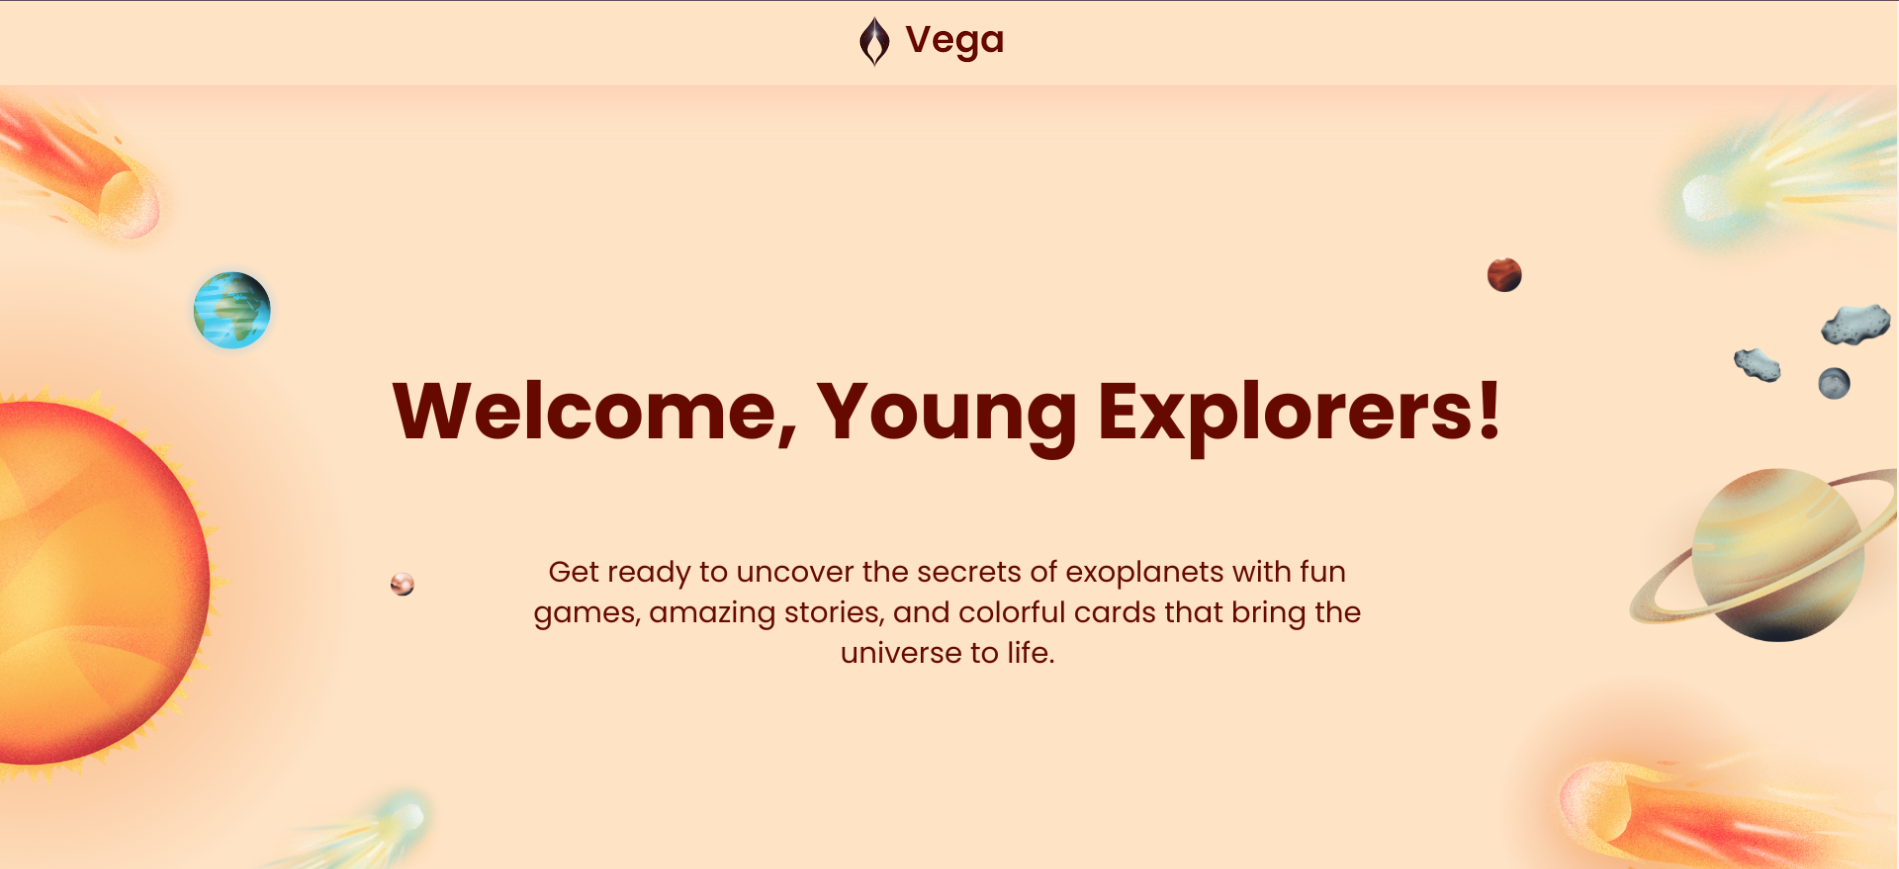 Vega
Welcome, Young Explorers!
Get ready to uncover the secrets of exoplanets with fun
games, amazing stories, and colorful cards that bring the
universe to life.